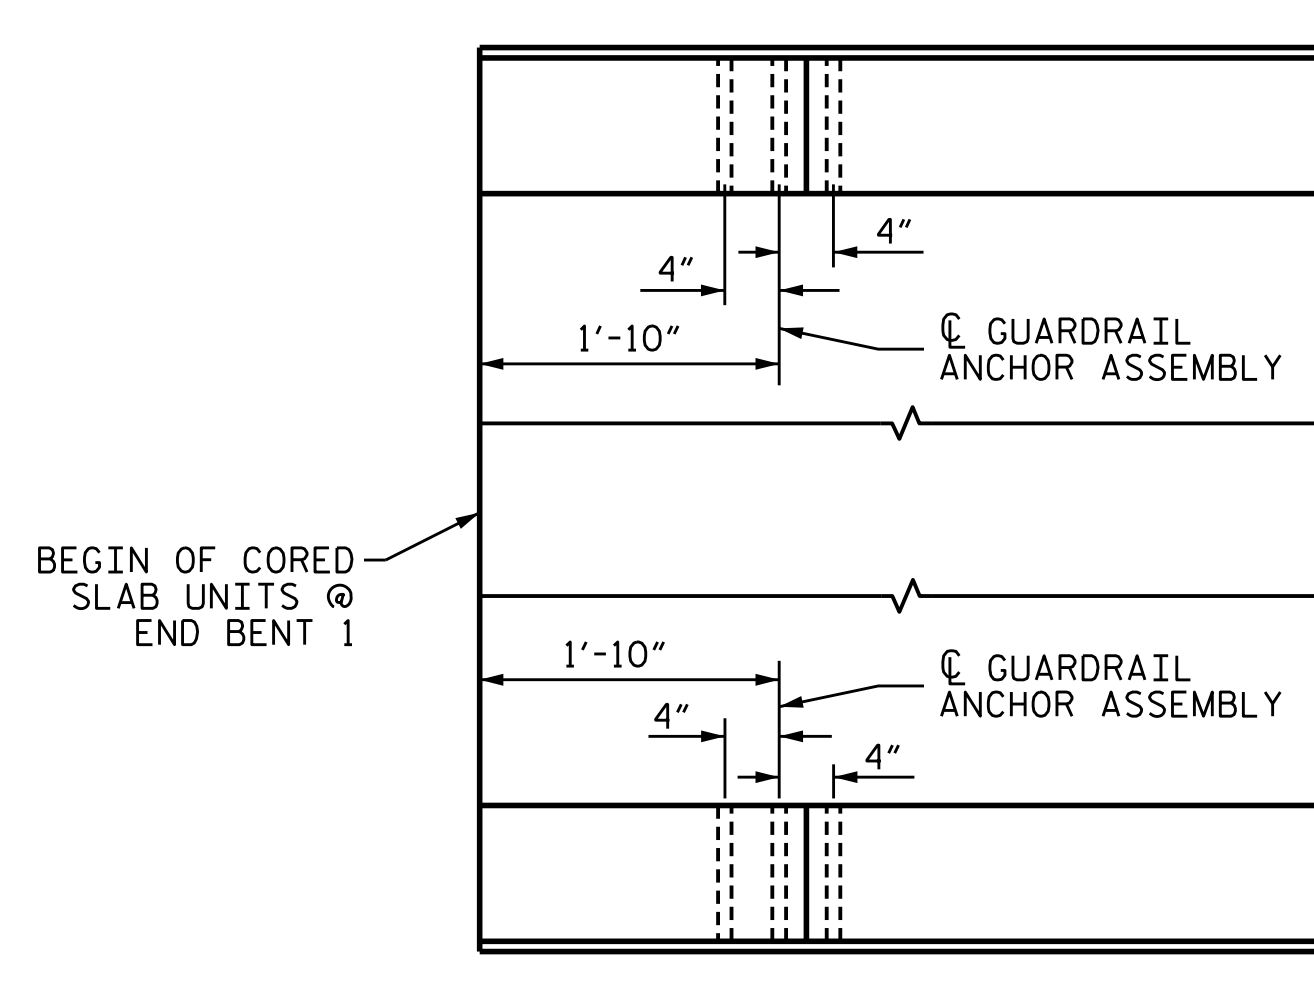 4"
4"
1'-10"
℄ GUARDRAIL
ANCHOR ASSEMBLY
BEGIN OF CORED
SLAB UNITS @
END BENT 1
1'-10"
℄ GUARDRAIL
ANCHOR ASSEMBLY
4"
4"